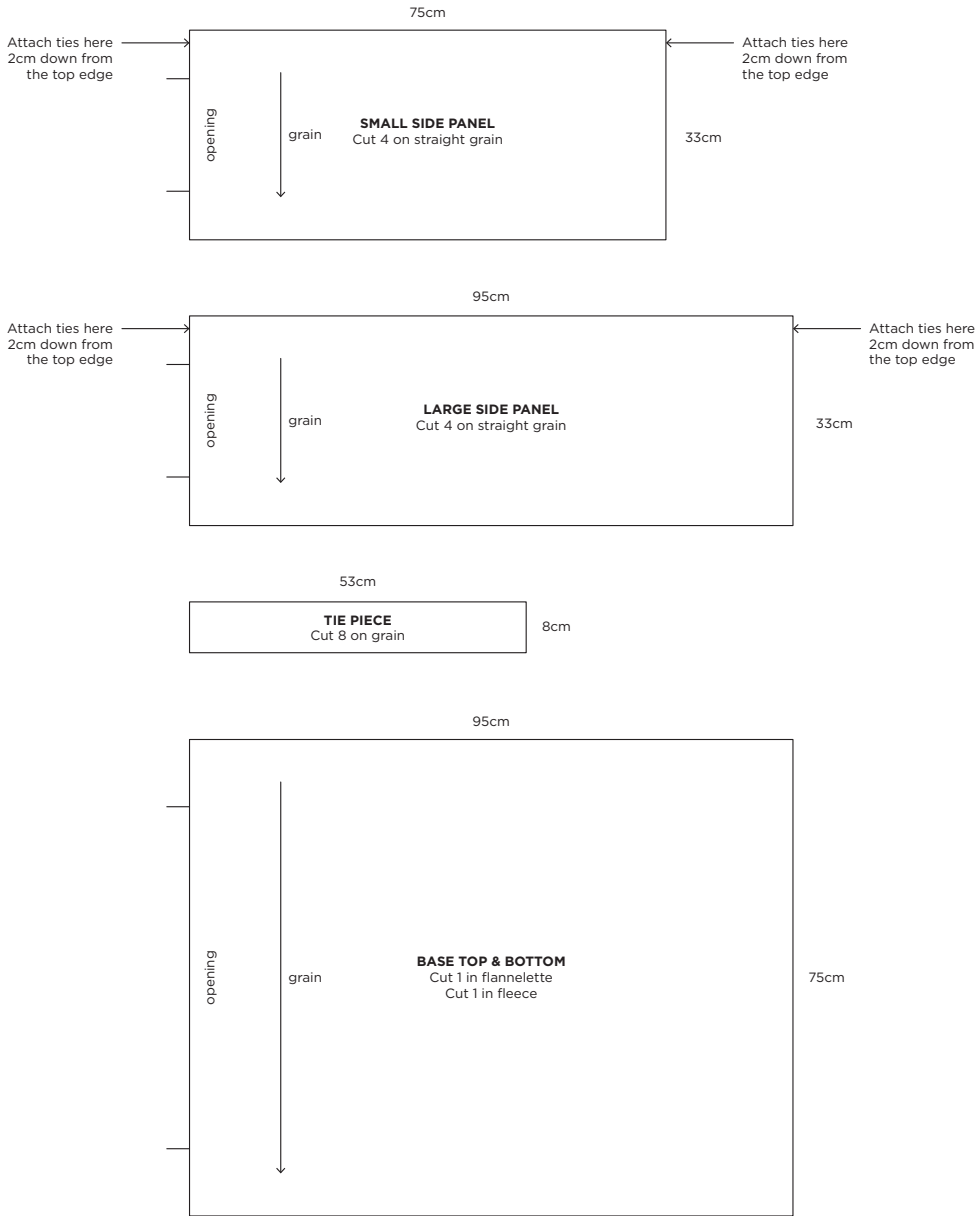 75cm
Attach ties here
2cm down from
the top edge
Attach ties here
2cm down from
the top edge
opening
grain
SMALL SIDE PANEL
Cut 4 on straight grain
33cm
95cm
Attach ties here
2cm down from
the top edge
Attach ties here
2cm down from
the top edge
opening
grain
LARGE SIDE PANEL
Cut 4 on straight grain
33cm
53cm
TIE PIECE
Cut 8 on grain
8cm
95cm
opening
grain
BASE TOP & BOTTOM
Cut 1 in flannelette
Cut 1 in fleece
75cm